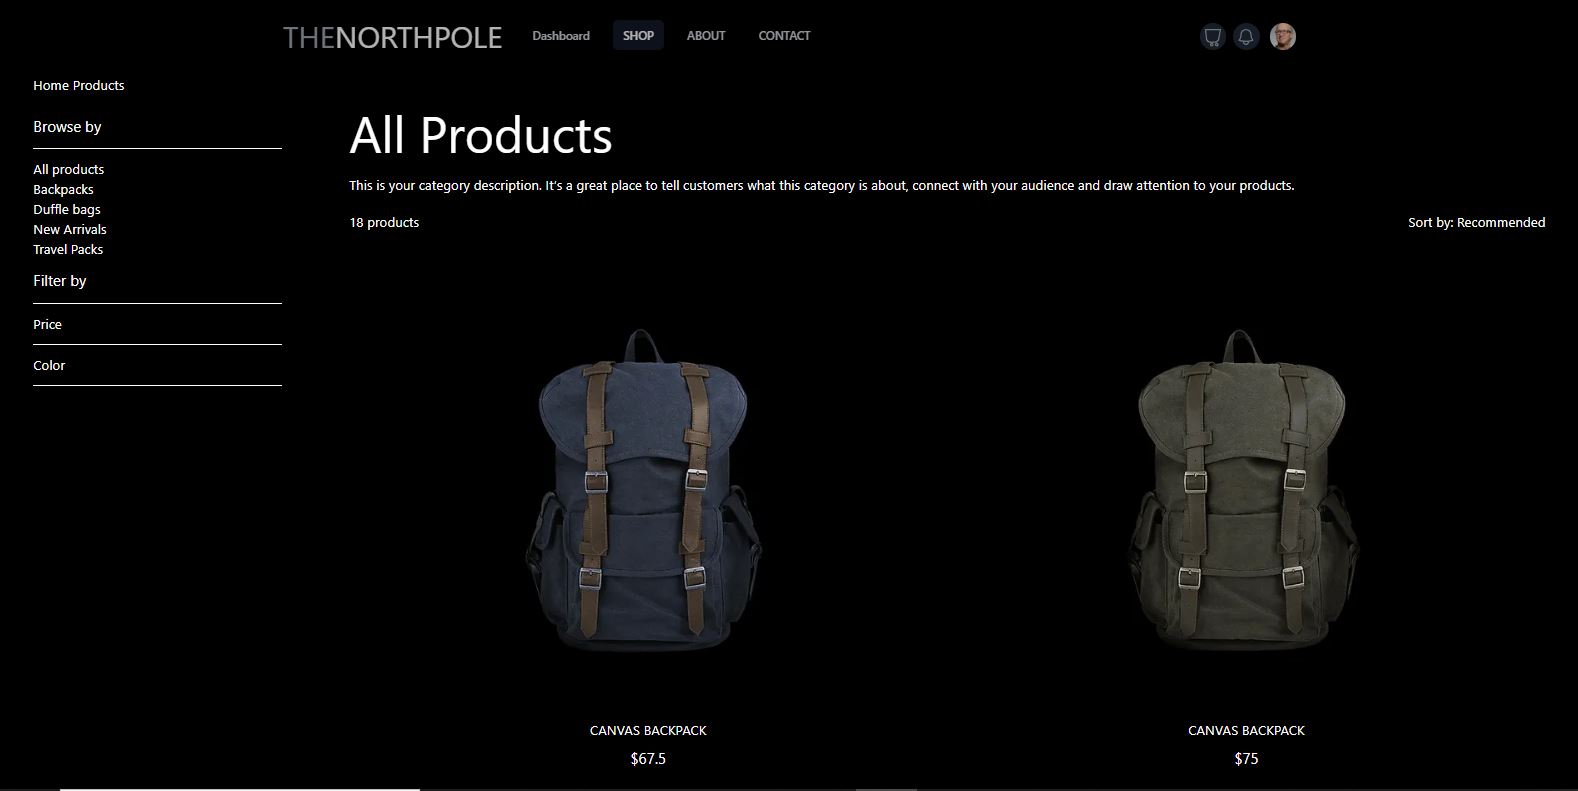 THENORTHPOLE Dashboard SHOP ABOUT CONTACT
Home Products
Browse by
All products
Backpacks
Duffle bags
New Arrivals
Travel Packs
Filter by
Price
Color
All Products
This is your category description. It's a great place to tell customers what this category is about, connect with your audience and draw attention to your products.
18 products
Sort by: Recommended
CANVAS BACKPACK
$67.5
CANVAS BACKPACK
$75